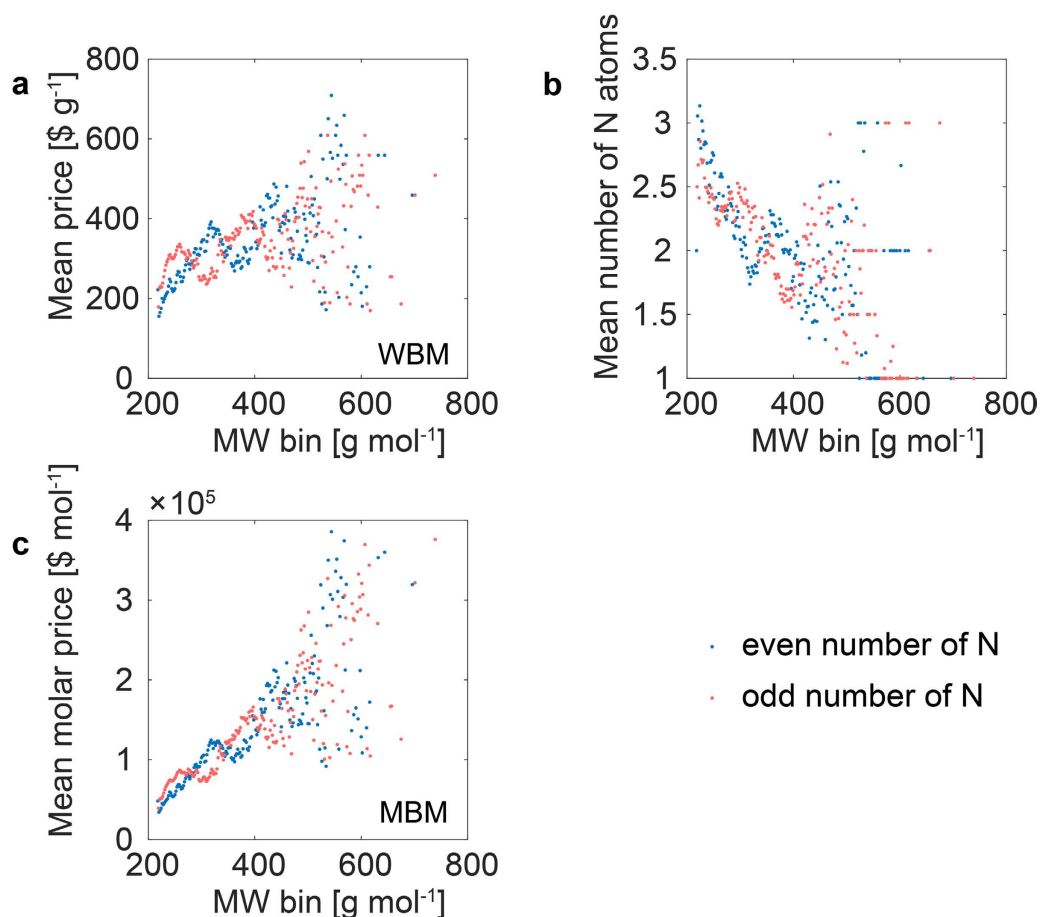 a
Mean price [$ g⁻¹]
800
600
400
200
0
200 400 600 800
MW bin [g mol⁻¹]
WBM
b
Mean number of N atoms
3.5
3
2.5
2
1.5
1
200 400 600 800
MW bin [g mol⁻¹]
c
Mean molar price [$ mol⁻¹]
×10⁵
4
3
2
1
0
200 400 600 800
MW bin [g mol⁻¹]
MBM
even number of N
odd number of N